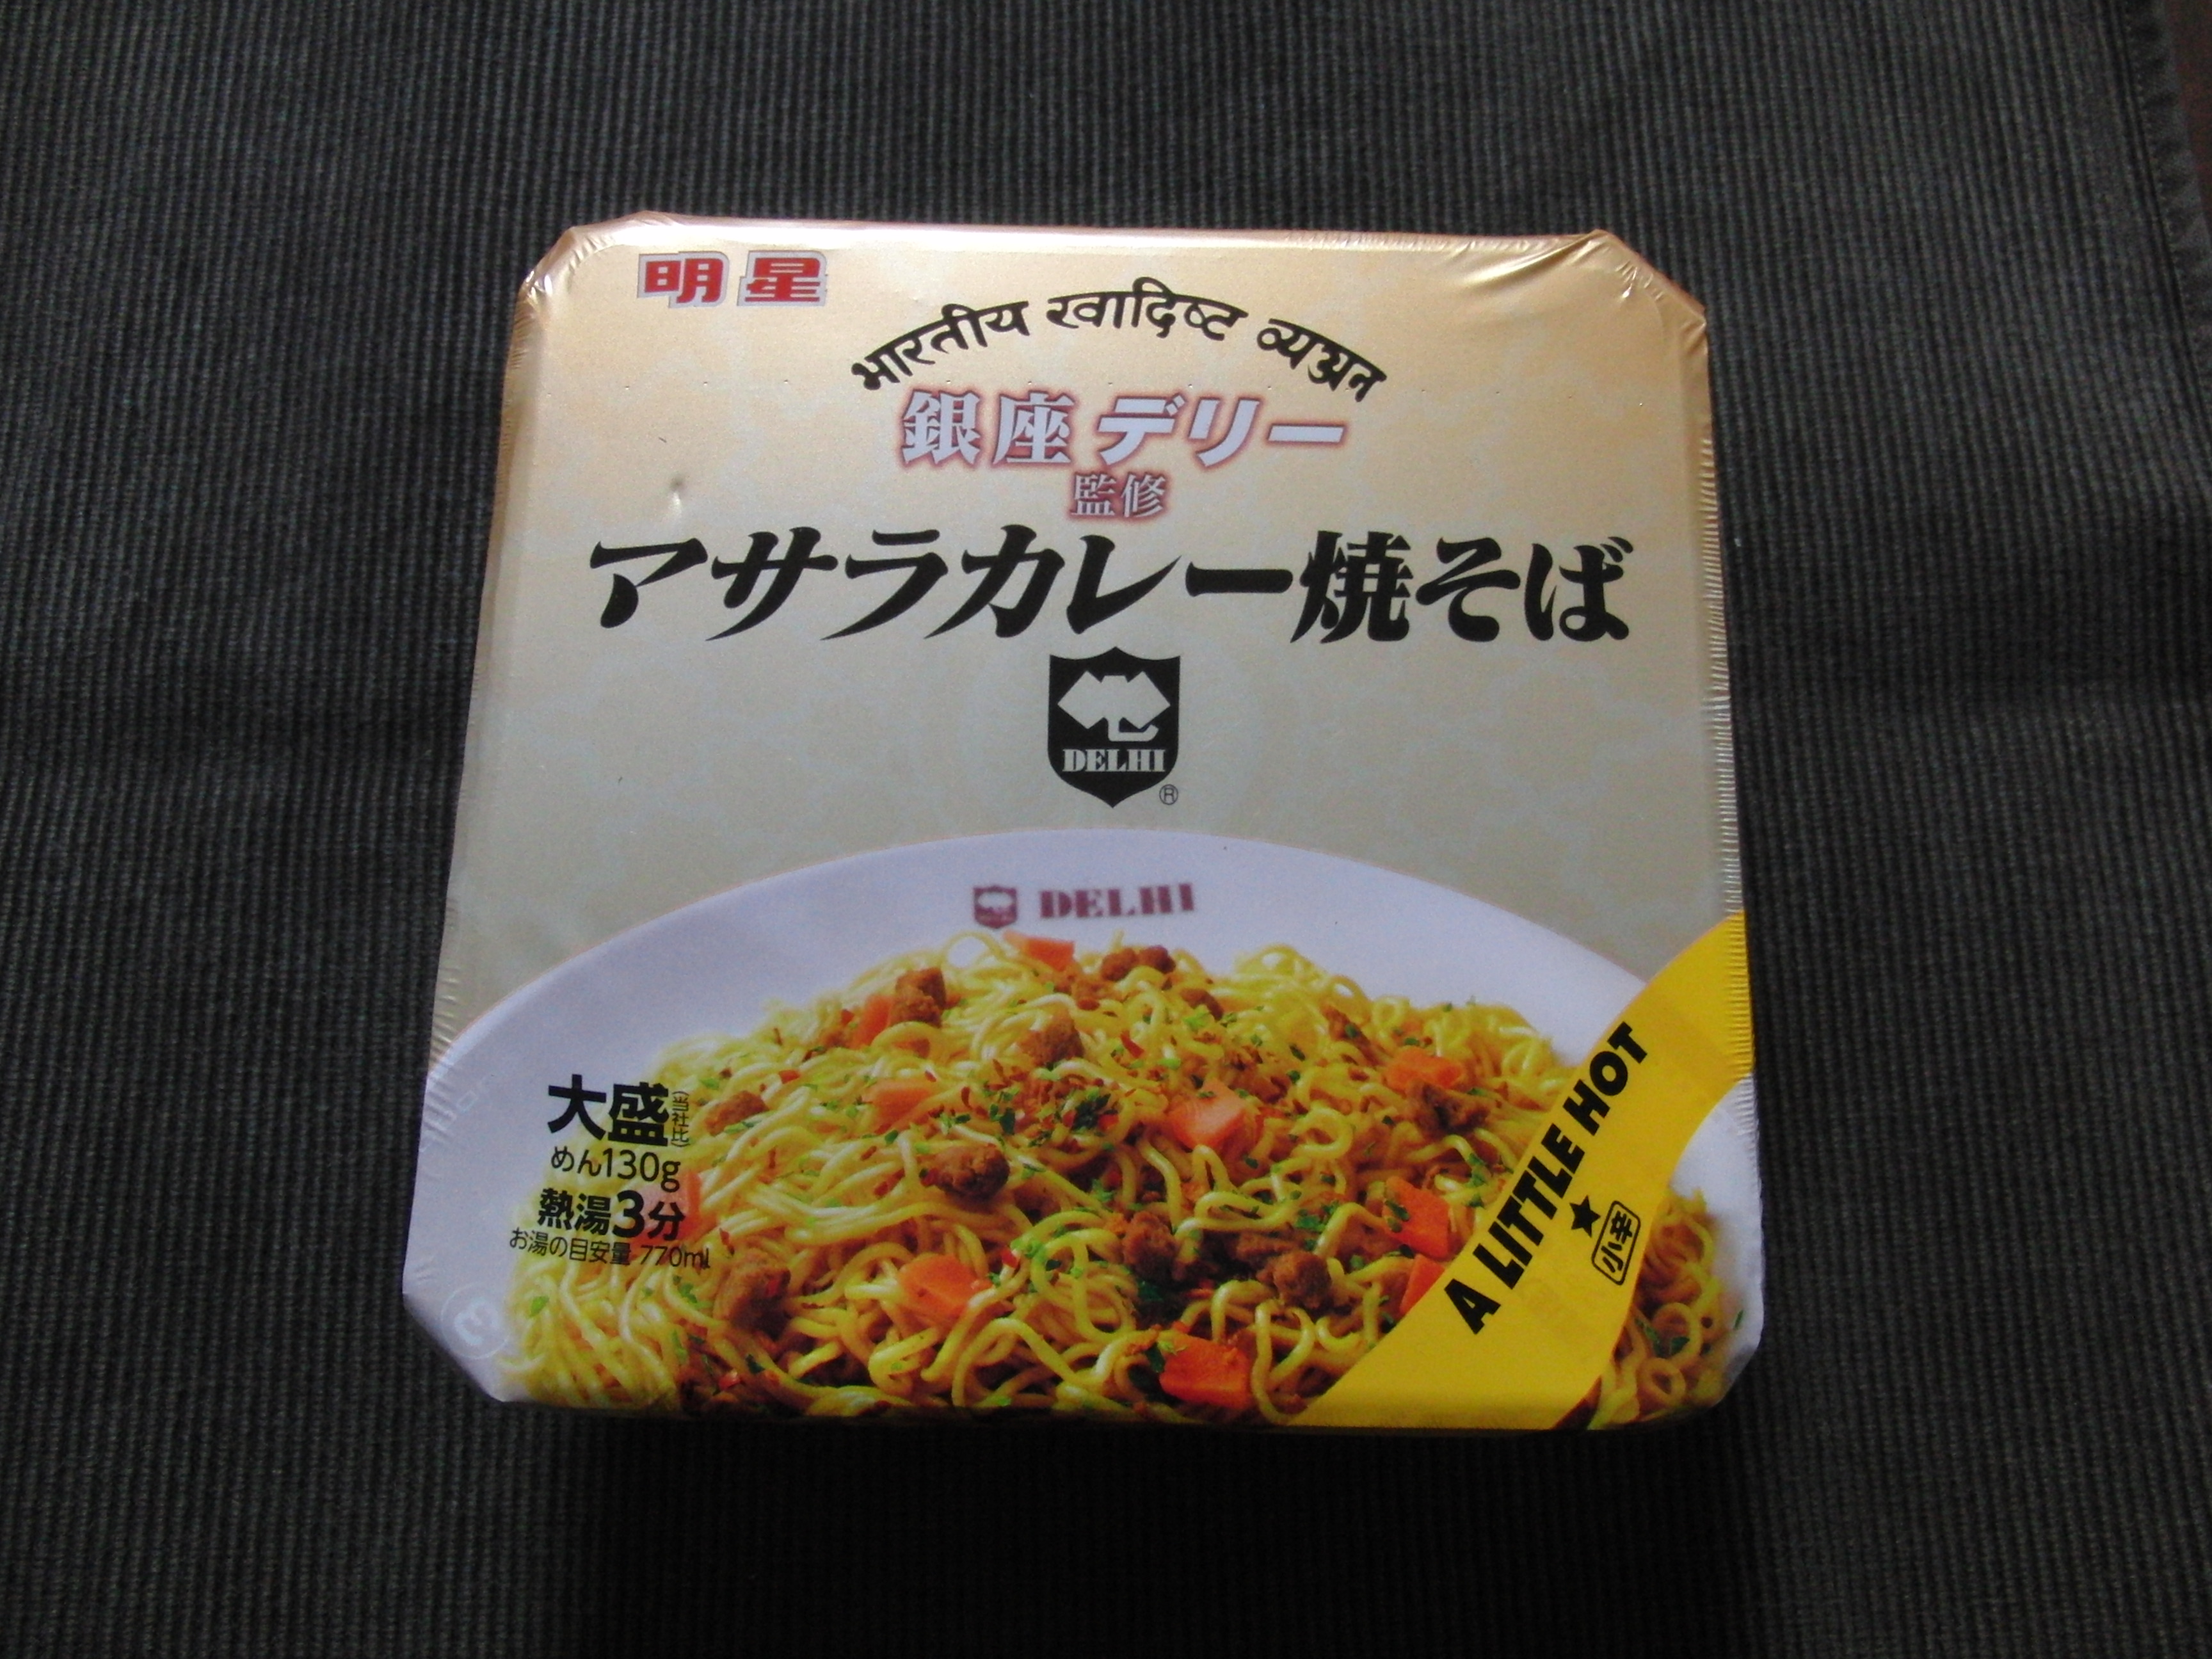 明星
भारतीय स्वादिष्ट व्यञ्जन
銀座デリー
監修
マサラカレー焼そば
DELHI
®
DELHI
大盛(当社比)
めん130g
熱湯3分
お湯の目安量 770ml
3
A LITTLE HOT
★
小辛